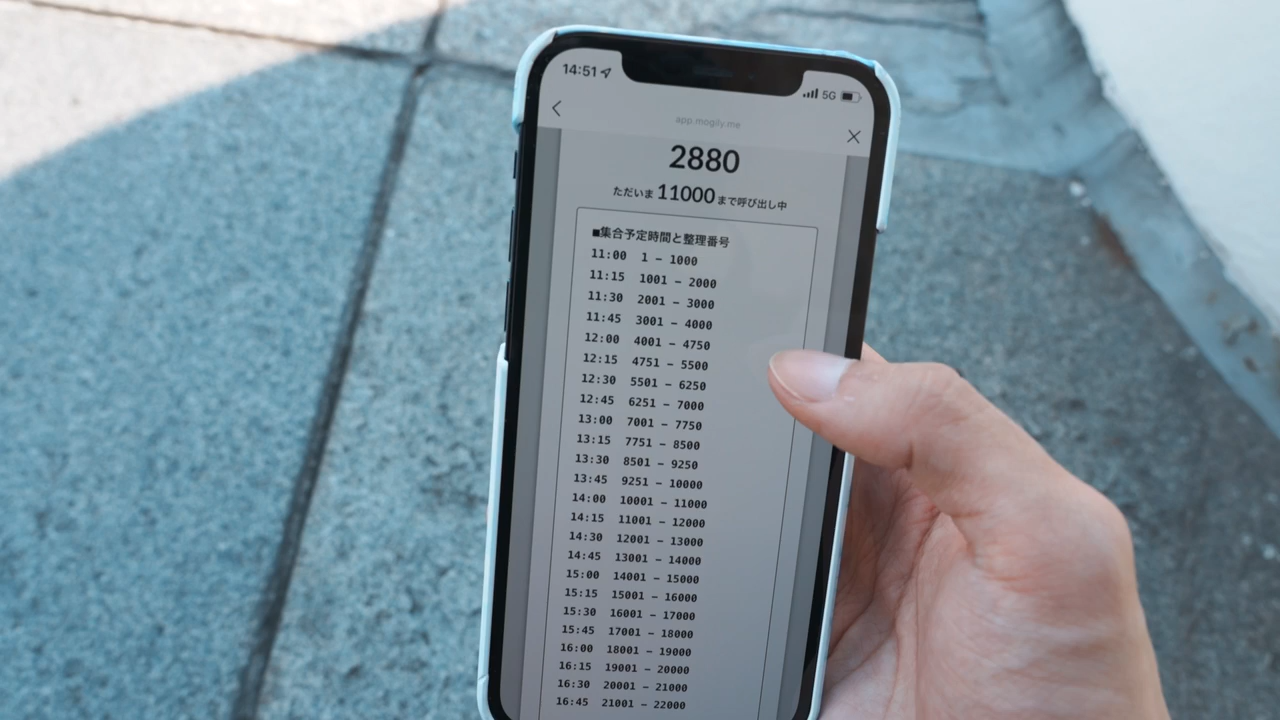 14:51
5G
app.mogily.me
2880
ただいま 11000 まで呼び出し中
■集合予定時間と整理番号
11:00 1 − 1000
11:15 1001 − 2000
11:30 2001 − 3000
11:45 3001 − 4000
12:00 4001 − 4750
12:15 4751 − 5500
12:30 5501 − 6250
12:45 6251 − 7000
13:00 7001 − 7750
13:15 7751 − 8500
13:30 8501 − 9250
13:45 9251 − 10000
14:00 10001 − 11000
14:15 11001 − 12000
14:30 12001 − 13000
14:45 13001 − 14000
15:00 14001 − 15000
15:15 15001 − 16000
15:30 16001 − 17000
15:45 17001 − 18000
16:00 18001 − 19000
16:15 19001 − 20000
16:30 20001 − 21000
16:45 21001 − 22000